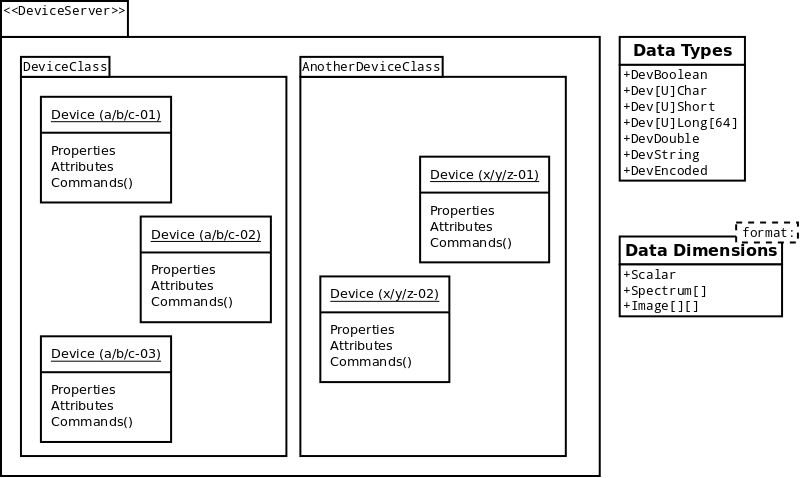 <<DeviceServer>>
DeviceClass
Device (a/b/c-01)
Properties
Attributes
Commands()
Device (a/b/c-02)
Properties
Attributes
Commands()
Device (a/b/c-03)
Properties
Attributes
Commands()
AnotherDeviceClass
Device (x/y/z-01)
Properties
Attributes
Commands()
Device (x/y/z-02)
Properties
Attributes
Commands()
Data Types
+DevBoolean
+Dev[U]Char
+Dev[U]Short
+Dev[U]Long[64]
+DevDouble
+DevString
+DevEncoded
format:
Data Dimensions
+Scalar
+Spectrum[]
+Image[][]